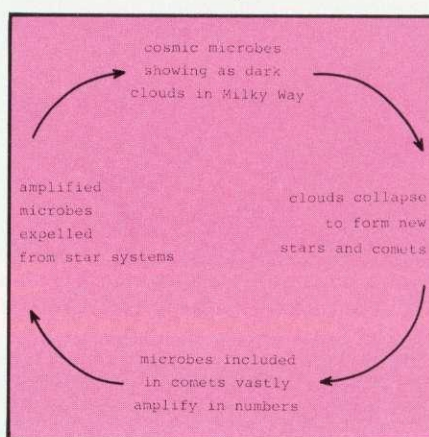 cosmic microbes
showing as dark
clouds in Milky Way
clouds collapse
to form new
stars and comets
microbes included
in comets vastly
amplify in numbers
amplified
microbes
expelled
from star systems